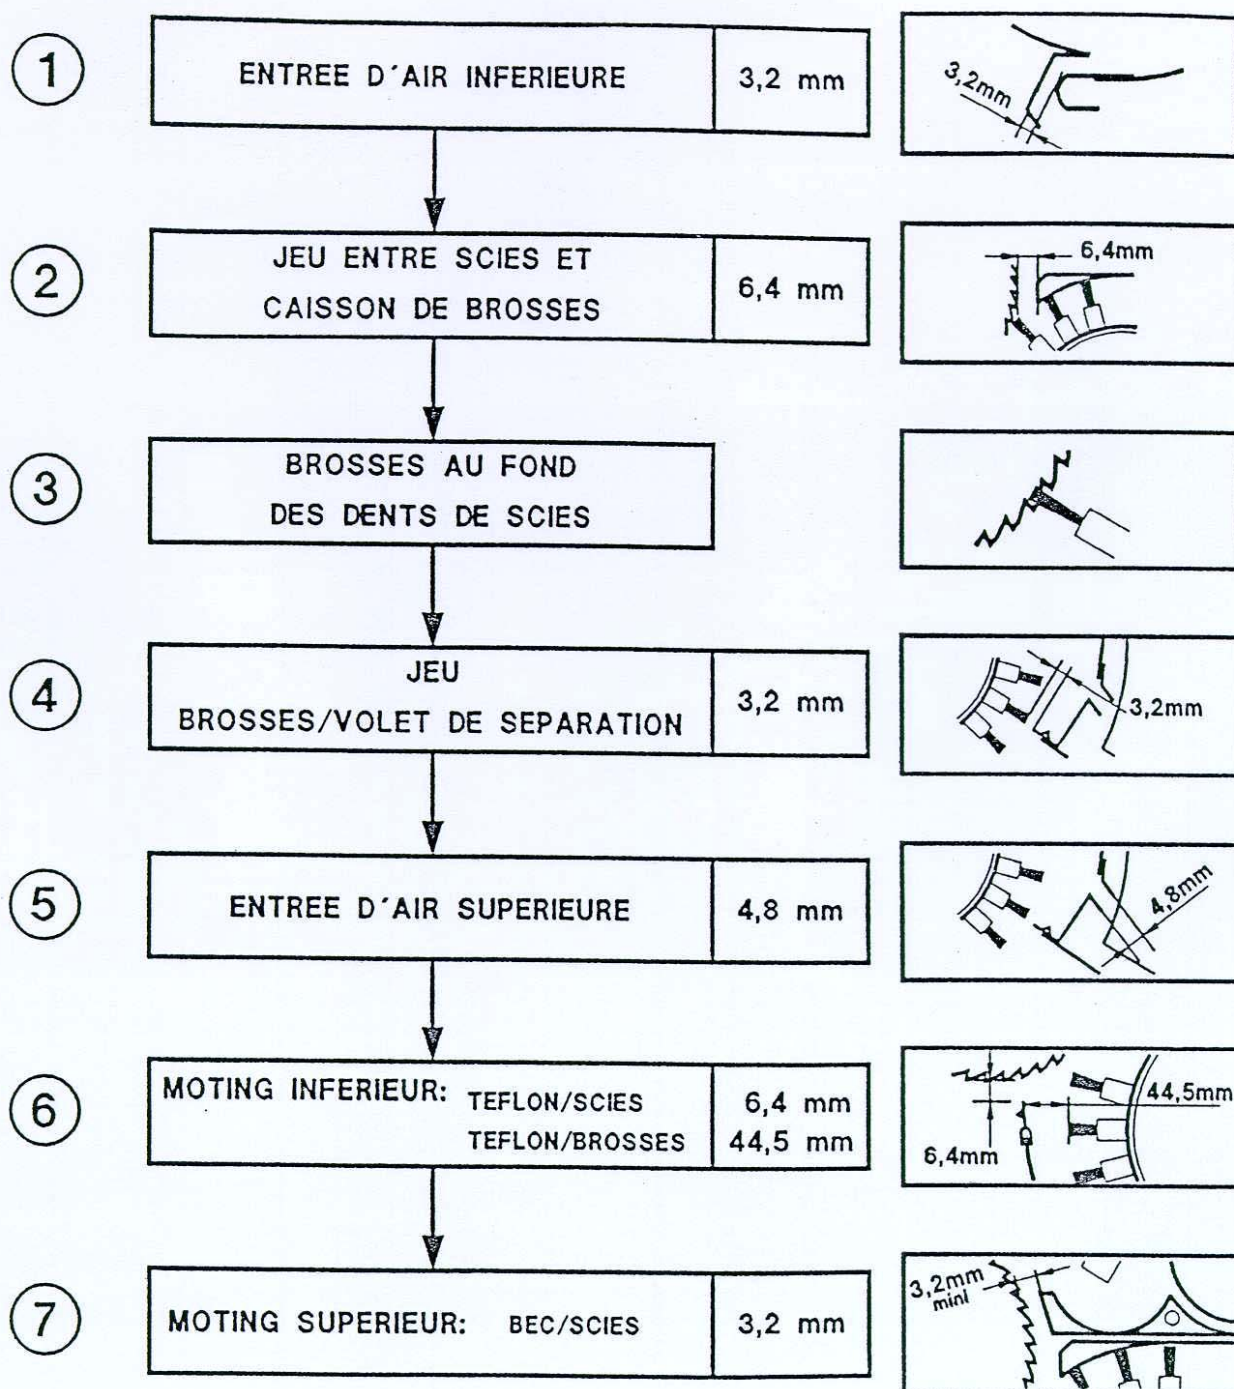 1
ENTREE D'AIR INFERIEURE 3,2 mm
3,2mm
2
JEU ENTRE SCIES ET
CAISSON DE BROSSES
6,4 mm
6,4mm
3
BROSSES AU FOND
DES DENTS DE SCIES
4
JEU
BROSSES/VOLET DE SEPARATION
3,2 mm
3,2mm
5
ENTREE D'AIR SUPERIEURE 4,8 mm
4,8mm
6
MOTING INFERIEUR: TEFLON/SCIES 6,4 mm
TEFLON/BROSSES 44,5 mm
44,5mm
6,4mm
7
MOTING SUPERIEUR: BEC/SCIES 3,2 mm
3,2mm
mini